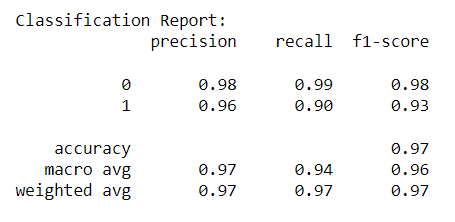 Classification Report:
precision recall f1-score
0 0.98 0.99 0.98
1 0.96 0.90 0.93
accuracy 0.97
macro avg 0.97 0.94 0.96
weighted avg 0.97 0.97 0.97